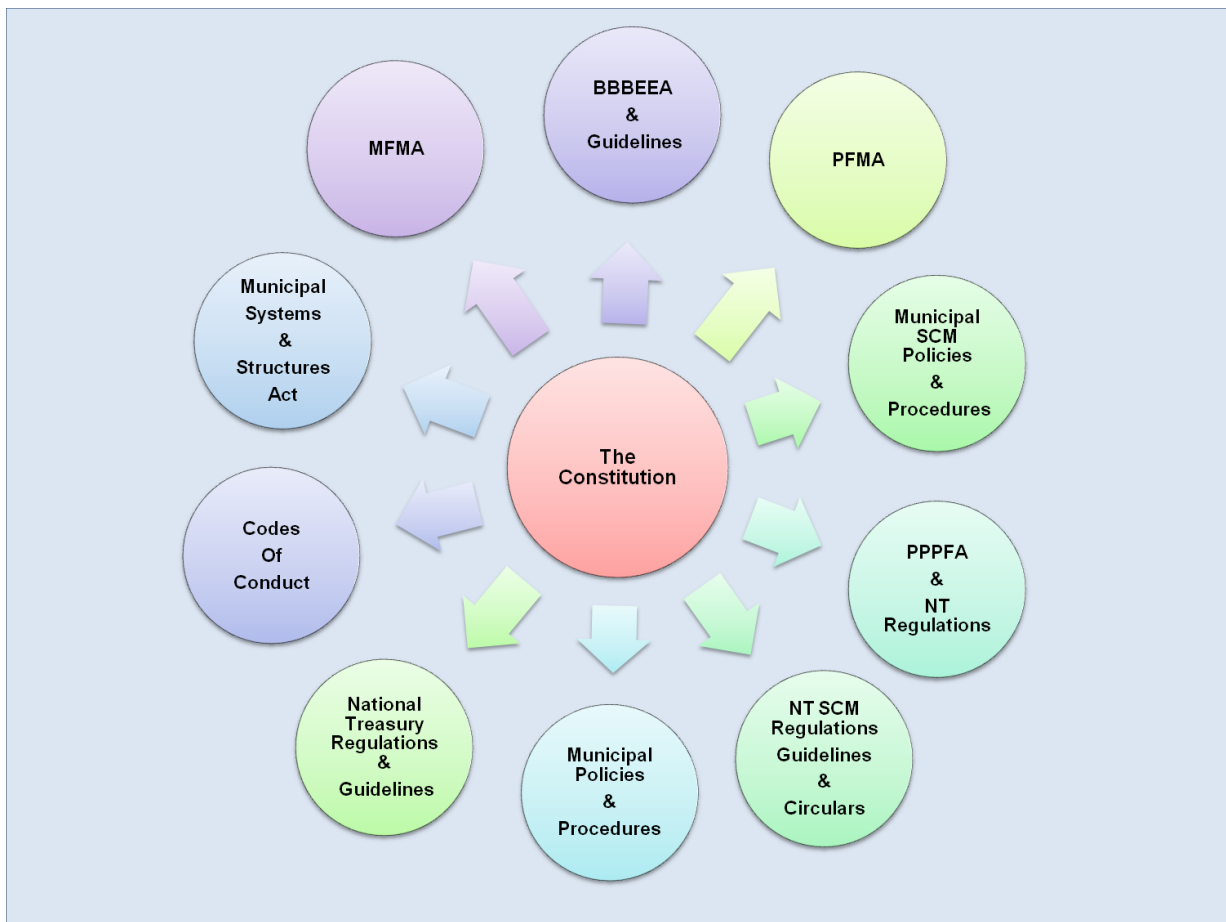 BBBEEA
&
Guidelines
PFMA
Municipal
SCM
Policies
&
Procedures
PPPFA
&
NT
Regulations
NT SCM
Regulations
Guidelines
&
Circulars
Municipal
Policies
&
Procedures
National
Treasury
Regulations
&
Guidelines
Codes
Of
Conduct
Municipal
Systems
&
Structures
Act
MFMA
The
Constitution